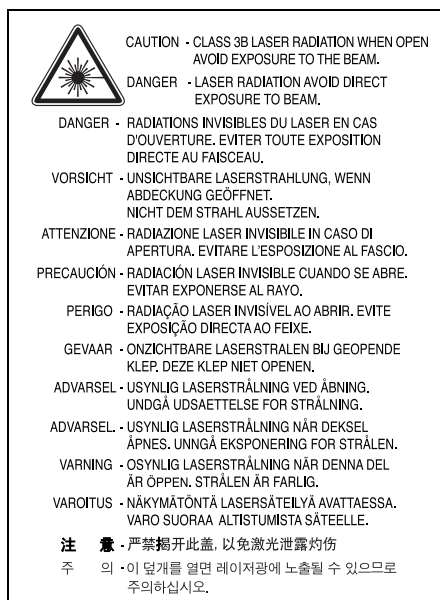 CAUTION - CLASS 3B LASER RADIATION WHEN OPEN
AVOID EXPOSURE TO THE BEAM.
DANGER - LASER RADIATION AVOID DIRECT
EXPOSURE TO BEAM.
DANGER - RADIATIONS INVISIBLES DU LASER EN CAS
D'OUVERTURE. EVITER TOUTE EXPOSITION
DIRECTE AU FAISCEAU.
VORSICHT - UNSICHTBARE LASERSTRAHLUNG, WENN
ABDECKUNG GEÖFFNET.
NICHT DEM STRAHL AUSSETZEN.
ATTENZIONE - RADIAZIONE LASER INVISIBILE IN CASO DI
APERTURA. EVITARE L'ESPOSIZIONE AL FASCIO.
PRECAUCIÓN - RADIACIÓN LASER INVISIBLE CUANDO SE ABRE.
EVITAR EXPONERSE AL RAYO.
PERIGO - RADIAÇÃO LASER INVISÍVEL AO ABRIR. EVITE
EXPOSIÇÃO DIRECTA AO FEIXE.
GEVAAR - ONZICHTBARE LASERSTRALEN BIJ GEOPENDE
KLEP. DEZE KLEP NIET OPENEN.
ADVARSEL - USYNLIG LASERSTRÅLNING VED ÅBNING.
UNDGÅ UDSAETTELSE FOR STRÅLNING.
ADVARSEL. - USYNLIG LASERSTRÅLNING NÅR DEKSEL
ÅPNES. UNNGÅ EKSPONERING FOR STRÅLEN.
VARNING - OSYNLIG LASERSTRÅLNING NÄR DENNA DEL
ÄR ÖPPEN. STRÅLEN ÄR FARLIG.
VAROITUS - NÄKYMÄTÖNTÄ LASERSÄTEILYÄ AVATTAESSA.
VARO SUORAA ALTISTUMISTA SÄTEELLE.
注 意 - 严禁揭开此盖, 以免激光泄露灼伤
주 의 - 이 덮개를 열면 레이저광에 노출될 수 있으므로
주의하십시오.